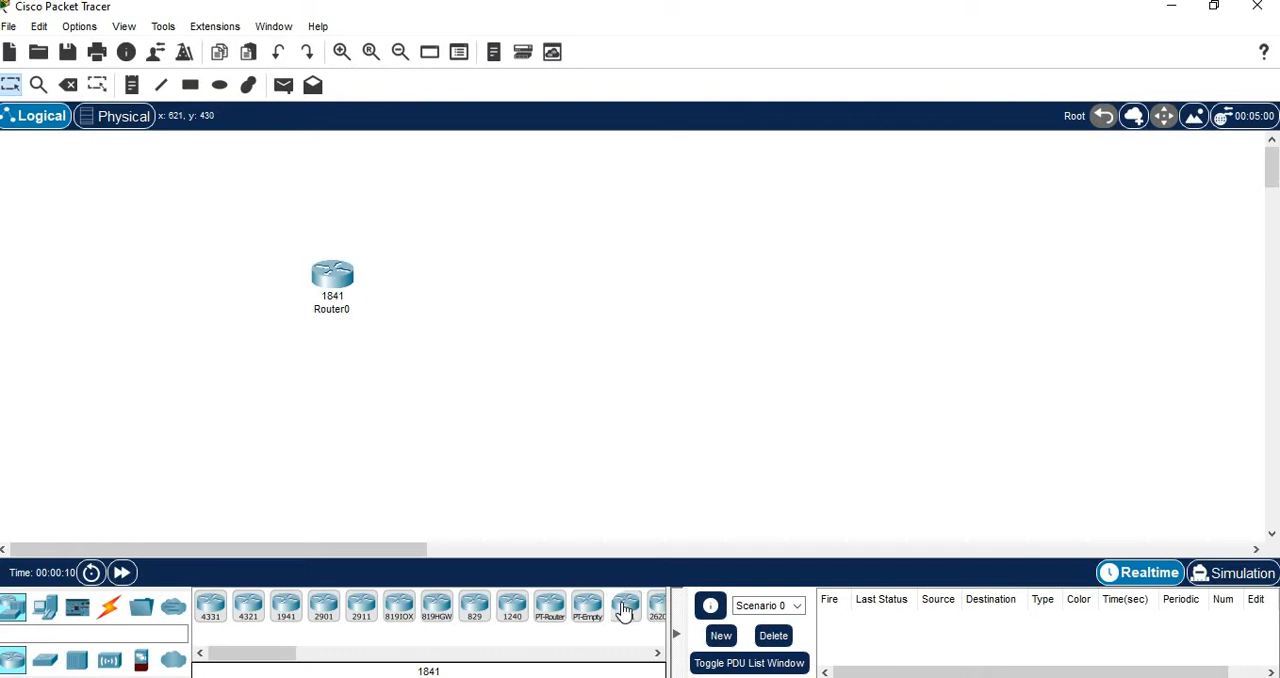 Cisco Packet Tracer
File Edit Options View Tools Extensions Window Help
?
Logical Physical x: 621, y: 430 Root 00:05:00
1841
Router0
Time: 00:00:10 Realtime Simulation
4331 4321 1941 2901 2911 819IOX 819HGW 829 1240 PT-Router PT-Empty
Scenario 0
New Delete
Toggle PDU List Window
Fire Last Status Source Destination Type Color Time(sec) Periodic Num Edit
1841